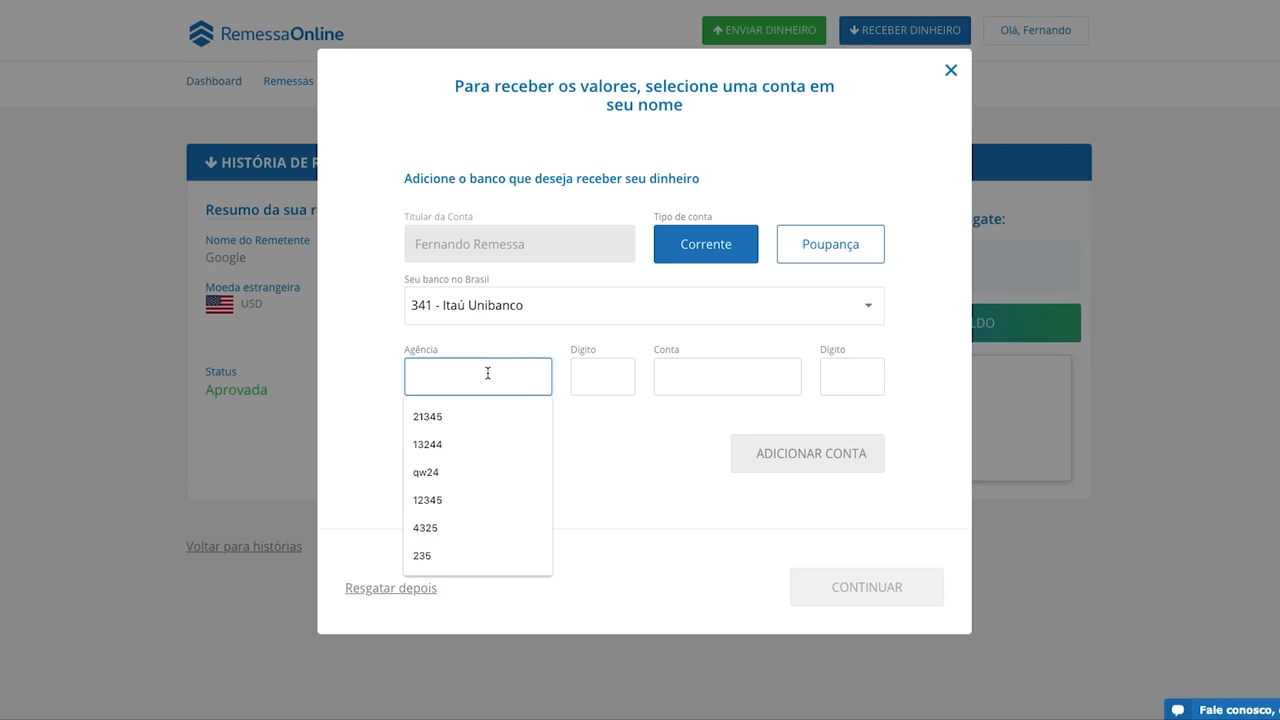 RemessaOnline
ENVIAR DINHEIRO
RECEBER DINHEIRO
Olá, Fernando
Dashboard
Remessas
Para receber os valores, selecione uma conta em
seu nome
HISTÓRIA DE R
Resumo da sua r
Nome do Remetente
Google
Moeda estrangeira
USD
Status
Aprovada
Voltar para histórias
Adicione o banco que deseja receber seu dinheiro
Titular da Conta
Tipo de conta
Fernando Remessa
Corrente
Poupança
Seu banco no Brasil
341 - Itaú Unibanco
Agência
Dígito
Conta
Dígito
21345
13244
qw24
12345
4325
235
ADICIONAR CONTA
Resgatar depois
CONTINUAR
gate:
LDO
Fale conosco,